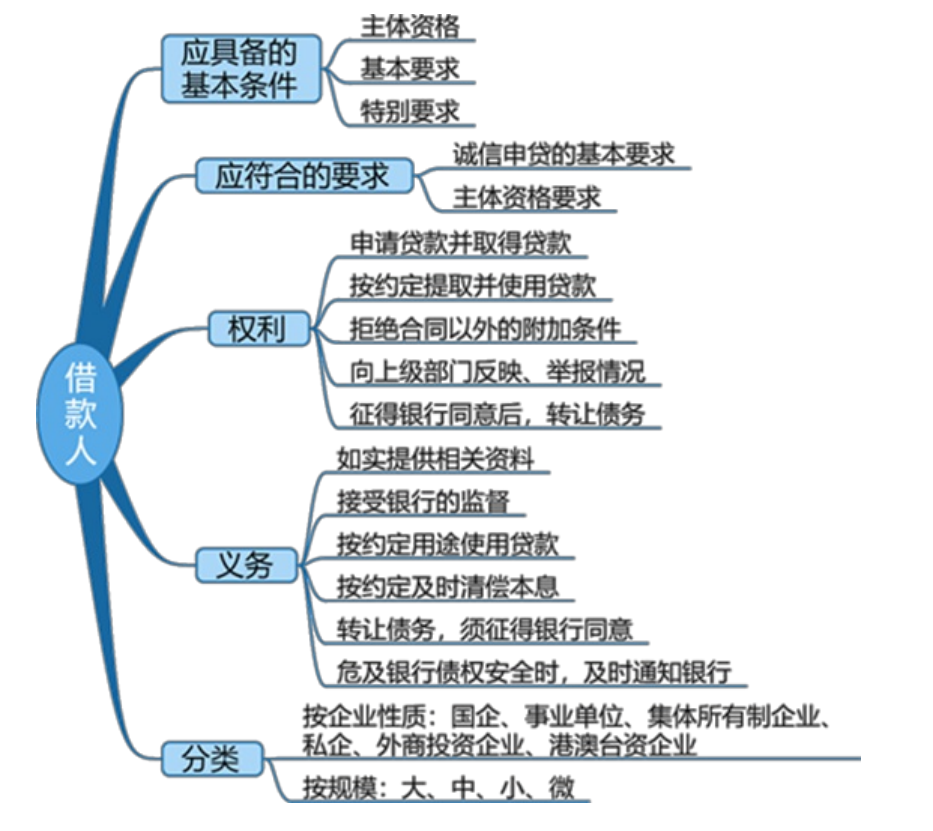 借款人
应具备的
基本条件
主体资格
基本要求
特别要求
应符合的要求
诚信申贷的基本要求
主体资格要求
权利
申请贷款并取得贷款
按约定提取并使用贷款
拒绝合同以外的附加条件
向上级部门反映、举报情况
征得银行同意后，转让债务
义务
如实提供相关资料
接受银行的监督
按约定用途使用贷款
按约定及时清偿本息
转让债务，须征得银行同意
危及银行债权安全时，及时通知银行
分类
按企业性质：国企、事业单位、集体所有制企业、
私企、外商投资企业、港澳台资企业
按规模：大、中、小、微